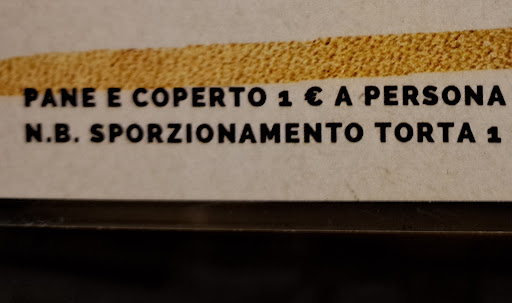 PANE E COPERTO 1 € A PERSONA
N.B. SPORZIONAMENTO TORTA 1